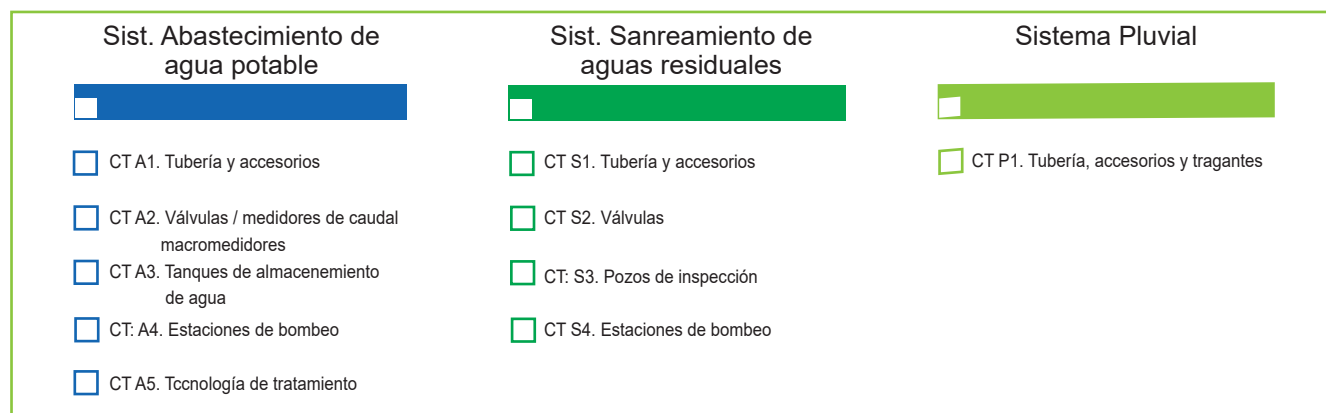 Sist. Abastecimiento de
agua potable
CT A1. Tubería y accesorios
CT A2. Válvulas / medidores de caudal
macromedidores
CT A3. Tanques de almacenemiento
de agua
CT: A4. Estaciones de bombeo
CT A5. Tccnología de tratamiento
Sist. Sanreamiento de
aguas residuales
CT S1. Tubería y accesorios
CT S2. Válvulas
CT: S3. Pozos de inspección
CT S4. Estaciones de bombeo
Sistema Pluvial
CT P1. Tubería, accesorios y tragantes